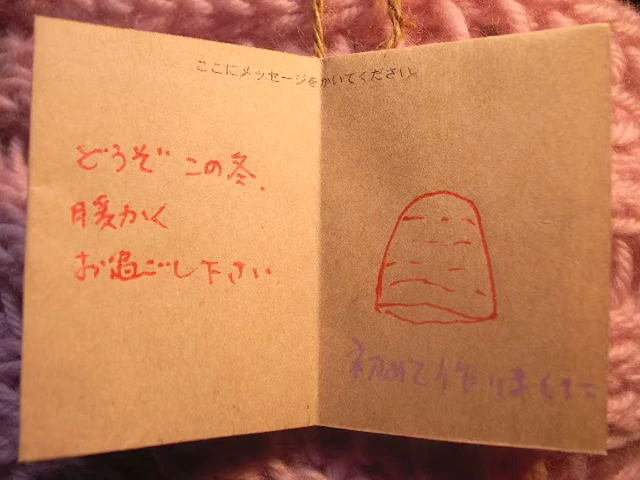 ここにメッセージをかいてください。
どうぞこの冬、
暖かく
お過ごし下さい
初めて作りました